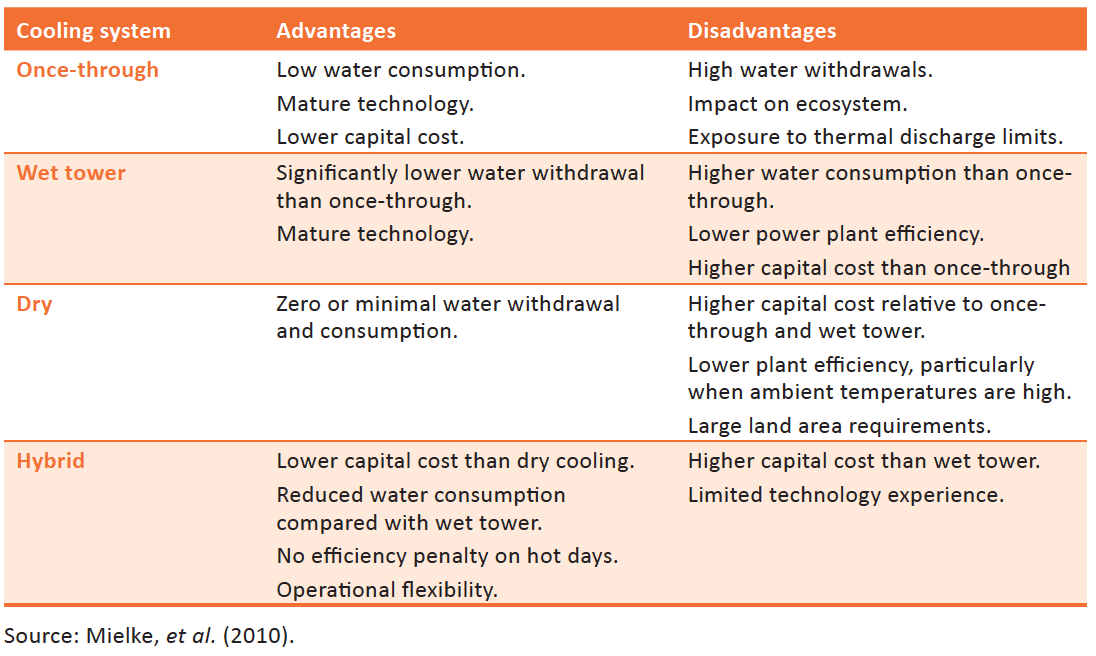 Cooling system Advantages Disadvantages
Once-through Low water consumption. High water withdrawals.
Mature technology. Impact on ecosystem.
Lower capital cost. Exposure to thermal discharge limits.
Wet tower Significantly lower water withdrawal Higher water consumption than once-
than once-through. through.
Mature technology. Lower power plant efficiency.
Higher capital cost than once-through
Dry Zero or minimal water withdrawal Higher capital cost relative to once-
and consumption. through and wet tower.
Lower plant efficiency, particularly
when ambient temperatures are high.
Large land area requirements.
Hybrid Lower capital cost than dry cooling. Higher capital cost than wet tower.
Reduced water consumption Limited technology experience.
compared with wet tower.
No efficiency penalty on hot days.
Operational flexibility.
Source: Mielke, et al. (2010).